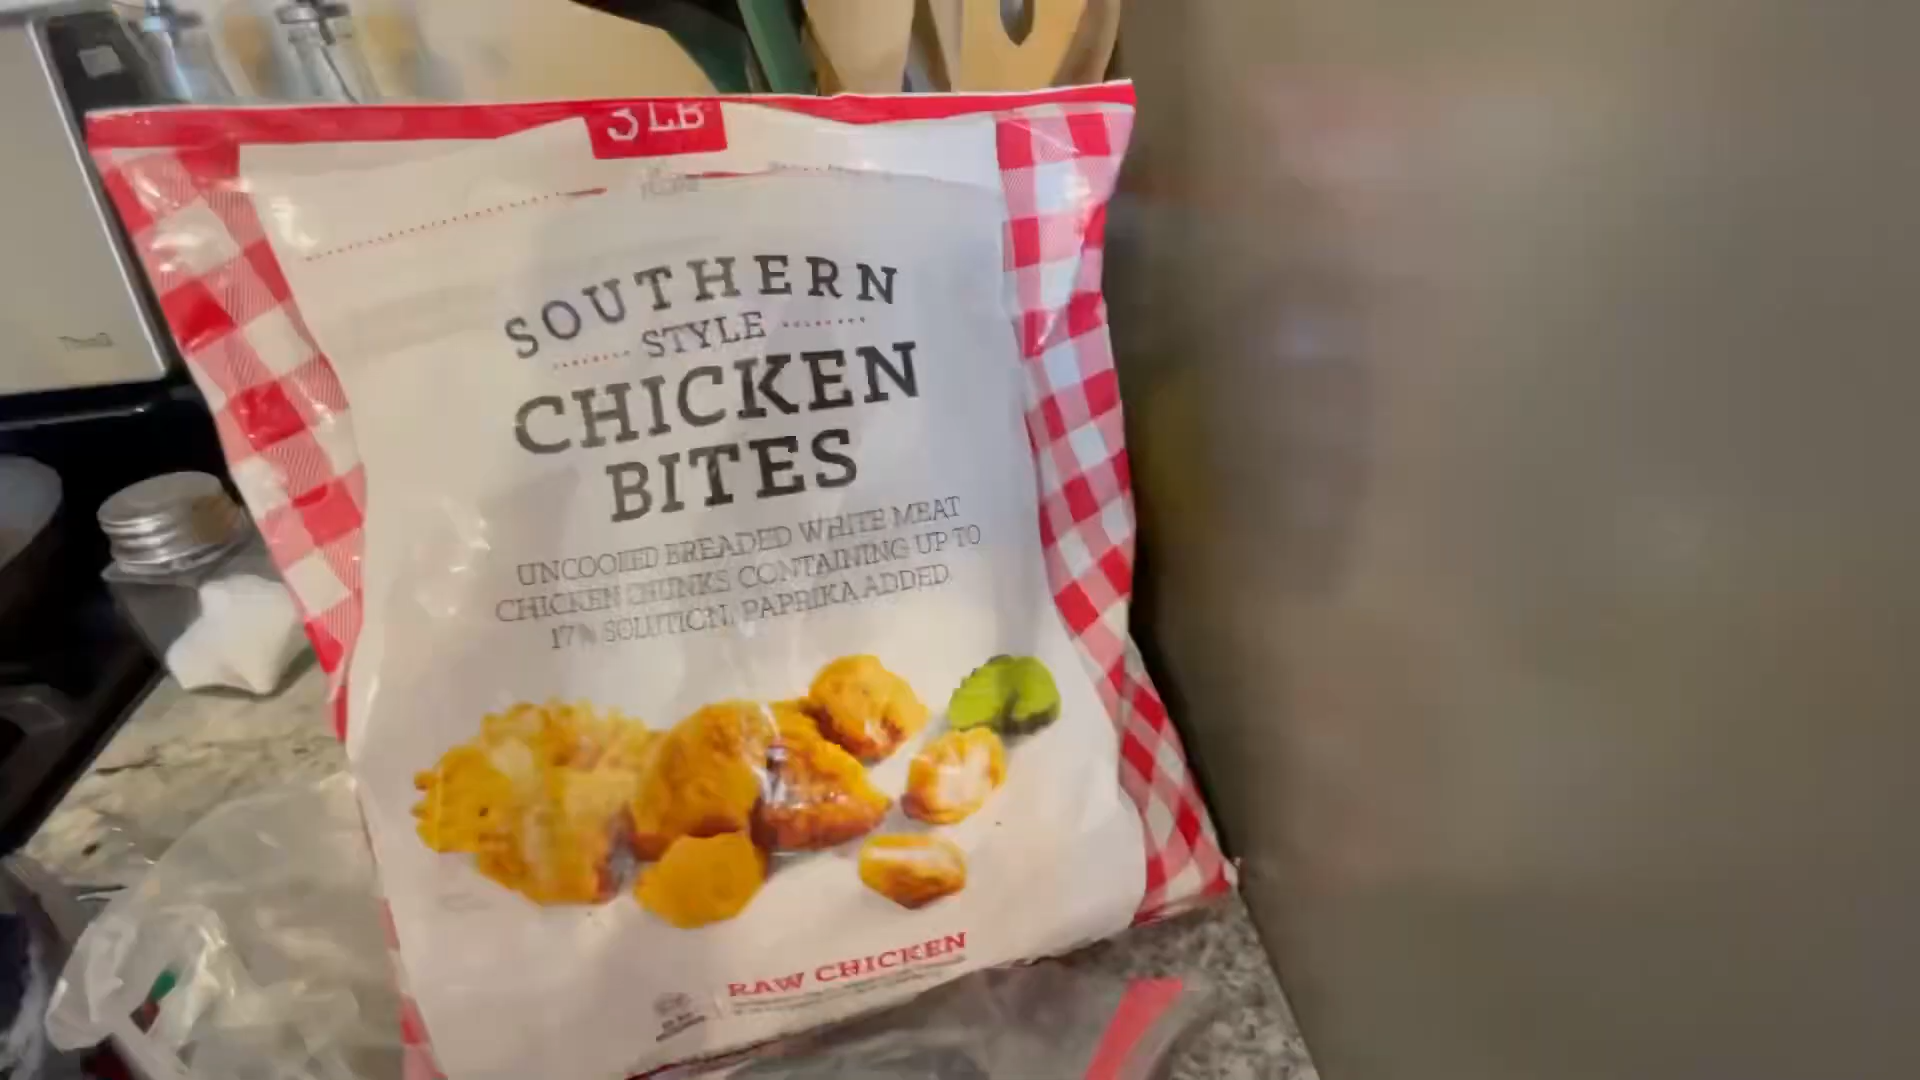 3 LB
SOUTHERN
STYLE
CHICKEN
BITES
UNCOOKED BREADED WHITE MEAT
CHICKEN CHUNKS CONTAINING UP TO
17% SOLUTION, PAPRIKA ADDED.
RAW CHICKEN